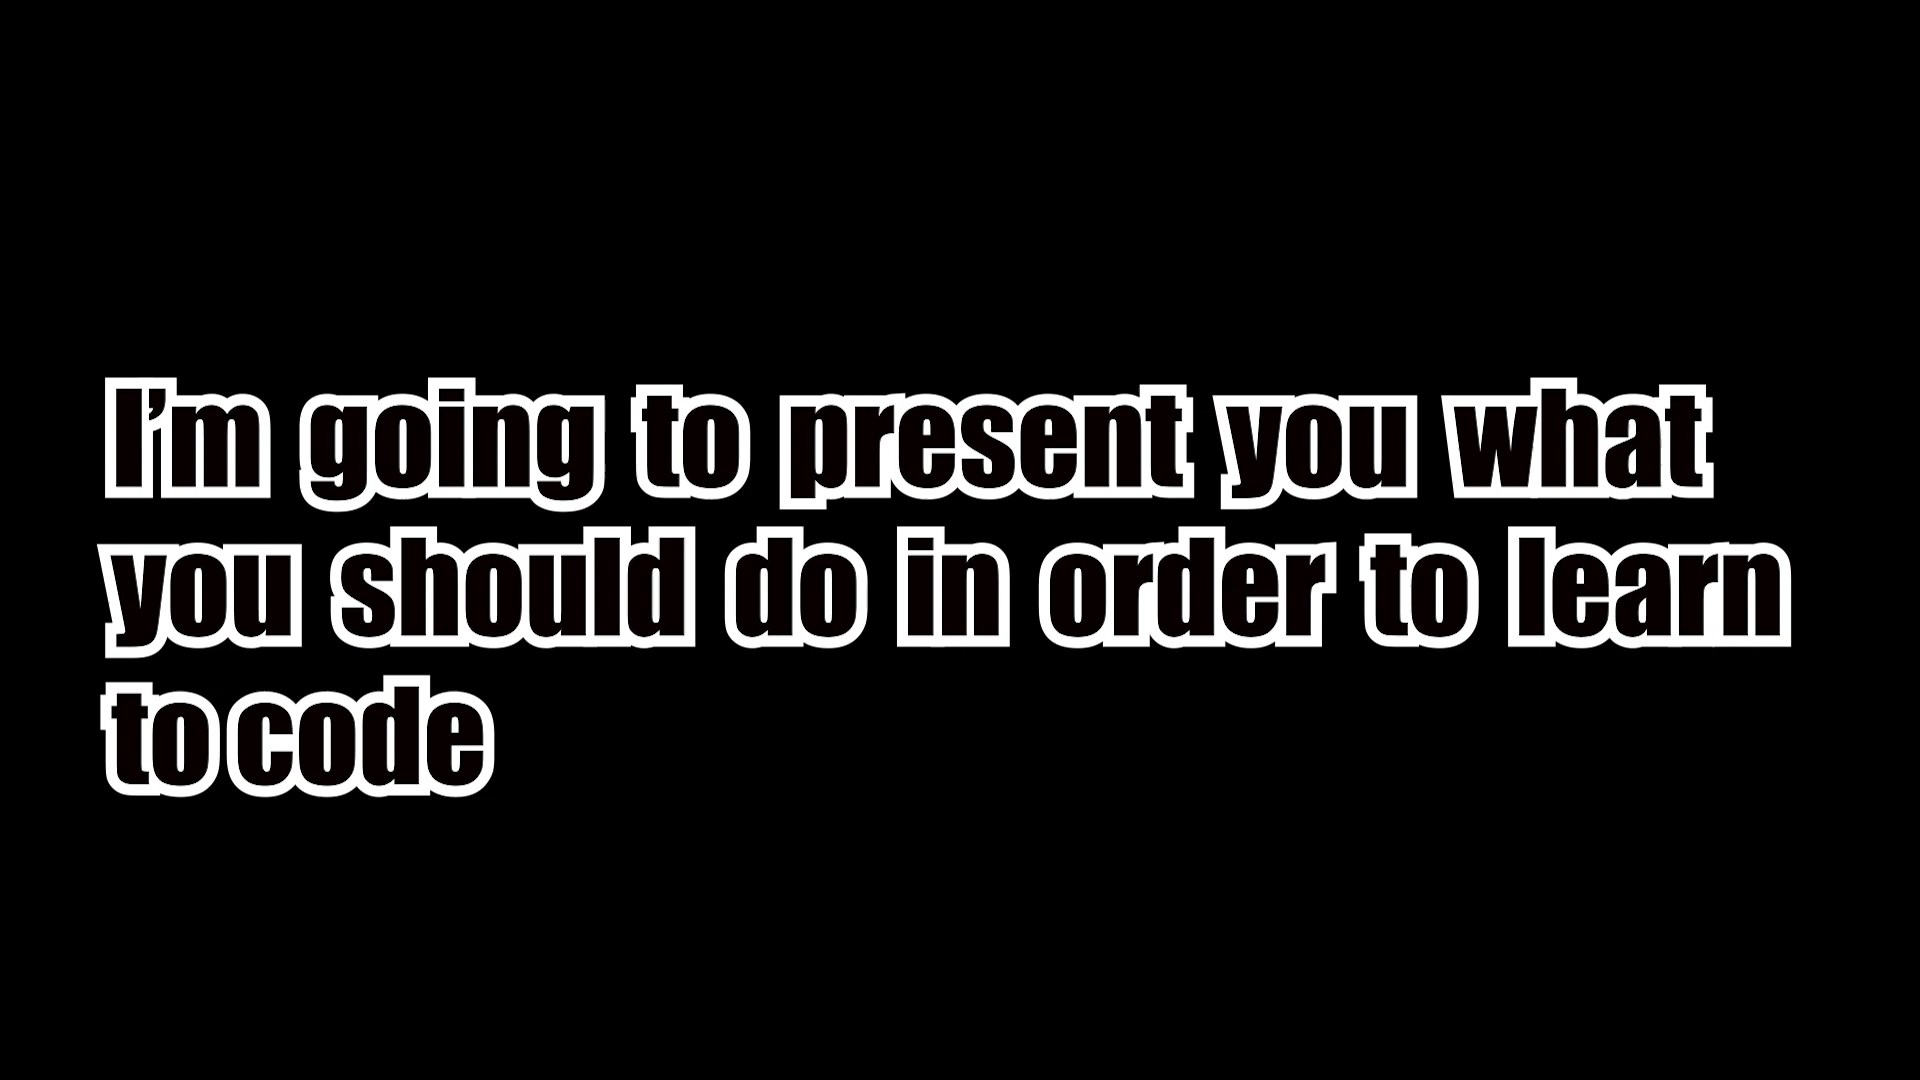 I'm going to present you what
you should do in order to learn
to code